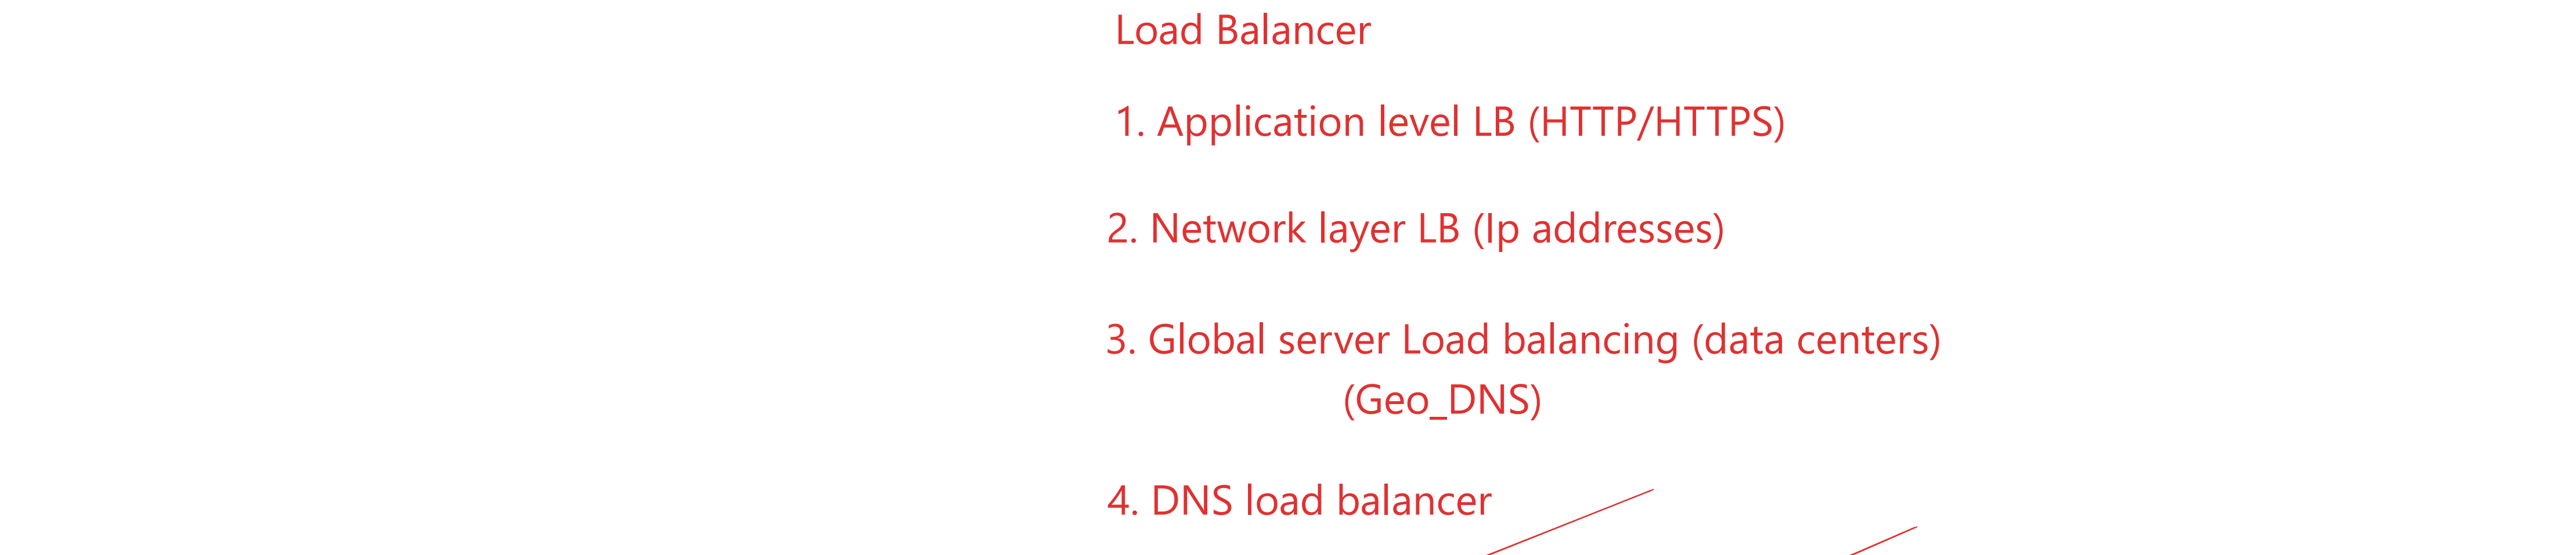 Load Balancer
1. Application level LB (HTTP/HTTPS)
2. Network layer LB (Ip addresses)
3. Global server Load balancing (data centers)
(Geo_DNS)
4. DNS load balancer